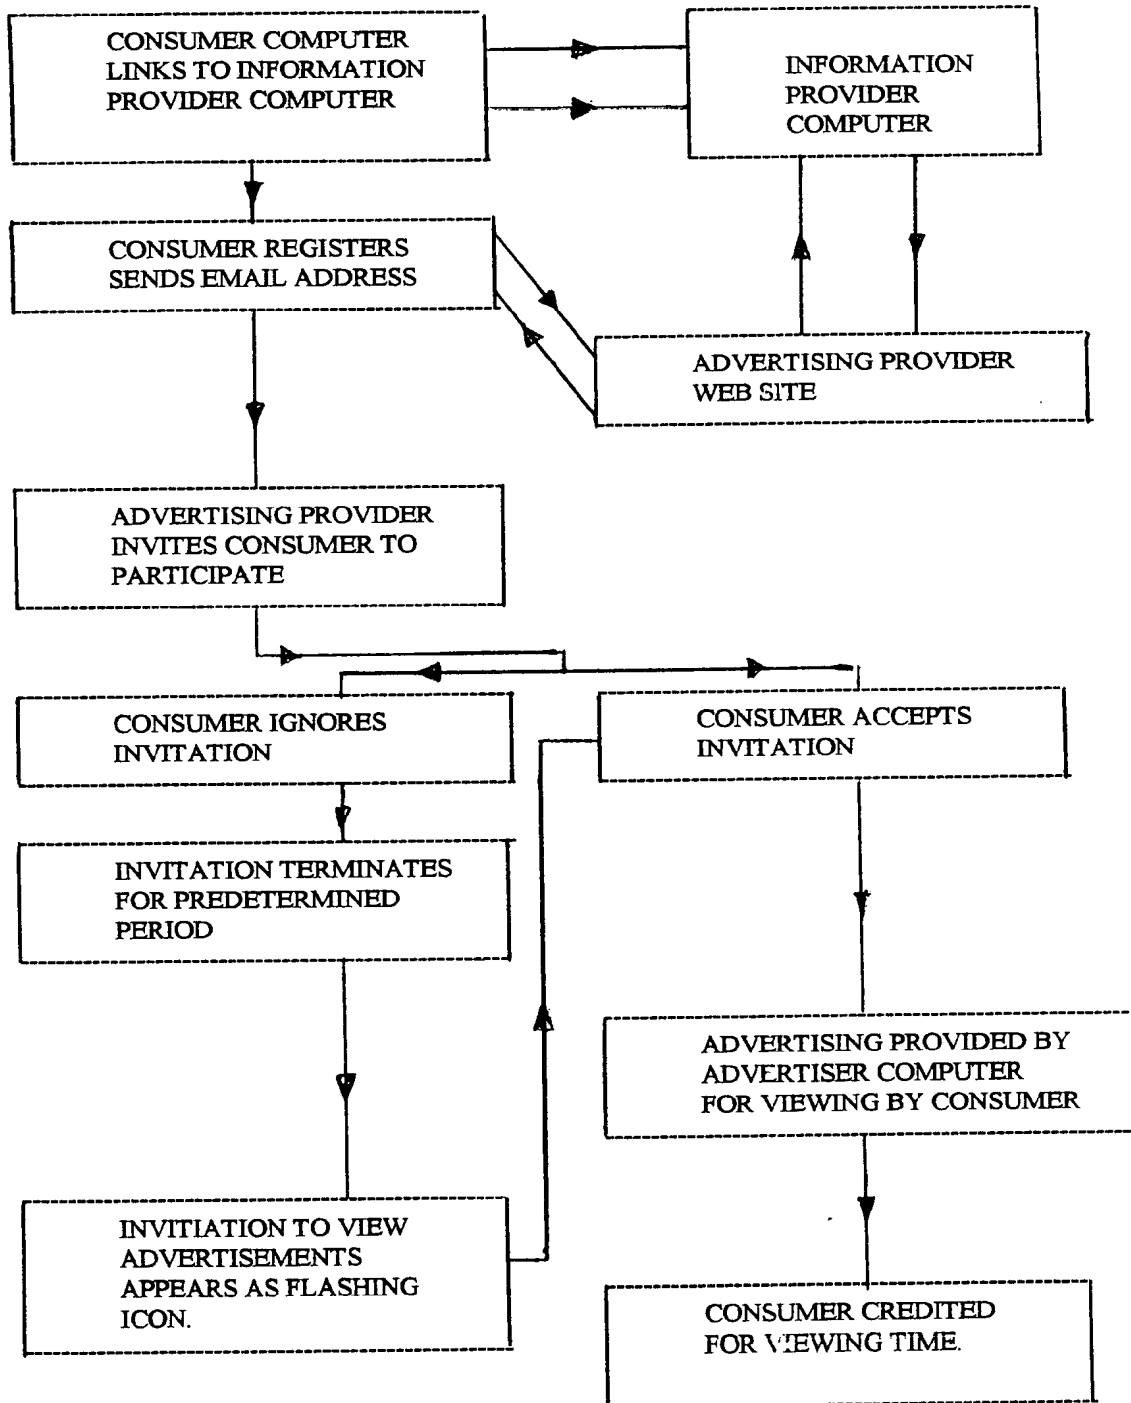 CONSUMER COMPUTER
LINKS TO INFORMATION
PROVIDER COMPUTER
INFORMATION
PROVIDER
COMPUTER
CONSUMER REGISTERS
SENDS EMAIL ADDRESS
ADVERTISING PROVIDER
WEB SITE
ADVERTISING PROVIDER
INVITES CONSUMER TO
PARTICIPATE
CONSUMER IGNORES
INVITATION
CONSUMER ACCEPTS
INVITATION
INVITATION TERMINATES
FOR PREDETERMINED
PERIOD
ADVERTISING PROVIDED BY
ADVERTISER COMPUTER
FOR VIEWING BY CONSUMER
INVITIATION TO VIEW
ADVERTISEMENTS
APPEARS AS FLASHING
ICON.
CONSUMER CREDITED
FOR VIEWING TIME.